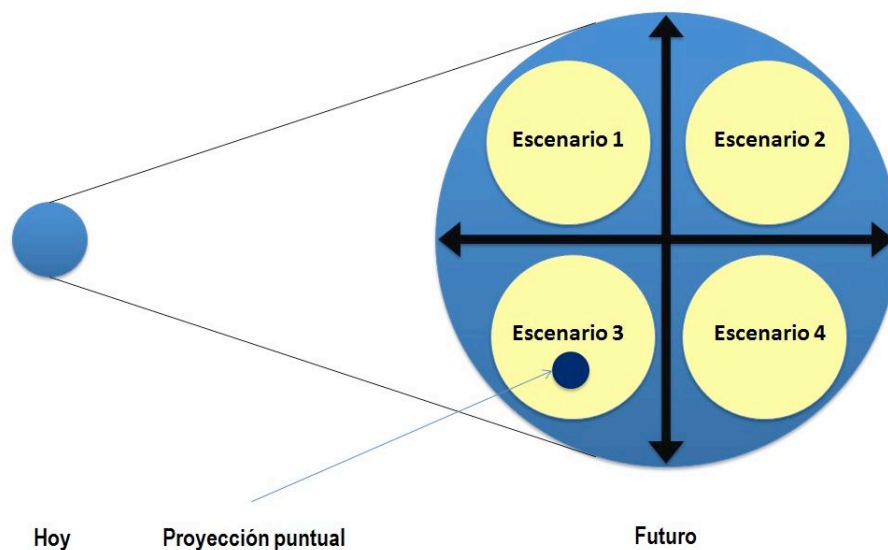 Escenario 1
Escenario 2
Escenario 3
Escenario 4
Hoy
Proyección puntual
Futuro